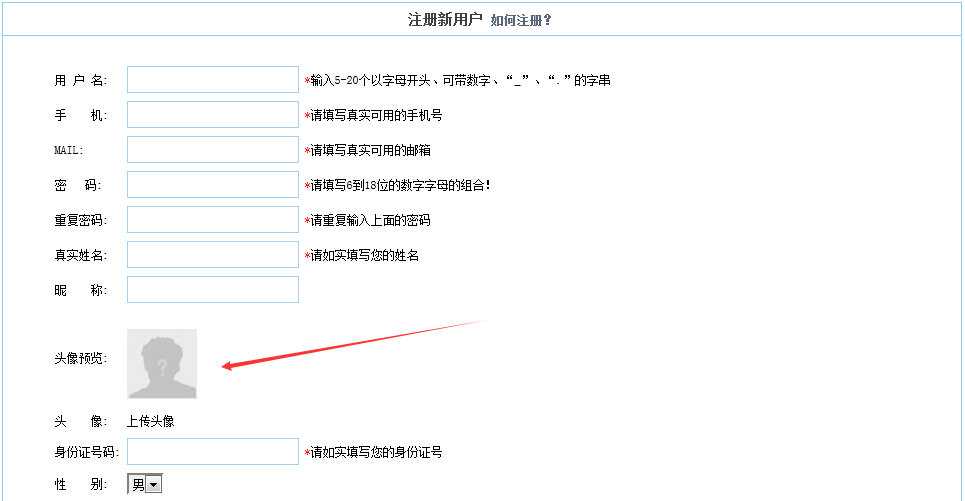 注册新用户 如何注册?
用 户 名: *输入5-20个以字母开头、可带数字、“_”、“.”的字串
手 机: *请填写真实可用的手机号
MAIL: *请填写真实可用的邮箱
密 码: *请填写6到18位的数字字母的组合!
重复密码: *请重复输入上面的密码
真实姓名: *请如实填写您的姓名
昵 称:
头像预览: ?
头 像: 上传头像
身份证号码: *请如实填写您的身份证号
性 别: 男